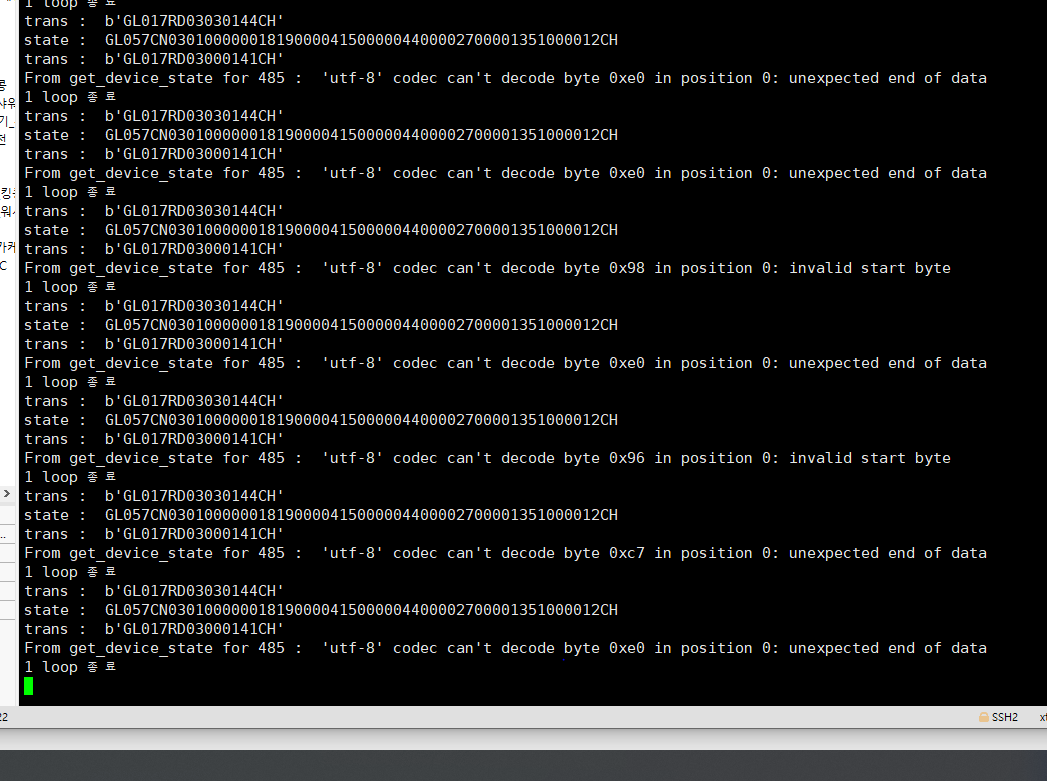 1 loop 종료
trans :  b'GL017RD03030144CH'
state :  GL057CN03010000001819000041500000440000270000135100001​2CH
trans :  b'GL017RD03000141CH'
From get_device_state for 485 :  'utf-8' codec can't decode byte 0xe0 in position 0: unexpected end of data
1 loop 종료
trans :  b'GL017RD03030144CH'
state :  GL057CN030100000018190000415000004400002700001351000012CH
trans :  b'GL017RD03000141CH'
From get_device_state for 485 :  'utf-8' codec can't decode byte 0xe0 in position 0: unexpected end of data
1 loop 종료
trans :  b'GL017RD03030144CH'
state :  GL057CN030100000018190000415000004400002700001351000012CH
trans :  b'GL017RD03000141CH'
From get_device_state for 485 :  'utf-8' codec can't decode byte 0x98 in position 0: invalid start byte
1 loop 종료
trans :  b'GL017RD03030144CH'
state :  GL057CN030100000018190000415000004400002700001351000012CH
trans :  b'GL017RD03000141CH'
From get_device_state for 485 :  'utf-8' codec can't decode byte 0xe0 in position 0: unexpected end of data
1 loop 종료
trans :  b'GL017RD03030144CH'
state :  GL057CN030100000018190000415000004400002700001351000012CH
trans :  b'GL017RD03000141CH'
From get_device_state for 485 :  'utf-8' codec can't decode byte 0x96 in position 0: invalid start byte
1 loop 종료
trans :  b'GL017RD03030144CH'
state :  GL057CN030100000018190000415000004400002700001351000012CH
trans :  b'GL017RD03000141CH'
From get_device_state for 485 :  'utf-8' codec can't decode byte 0xc7 in position 0: unexpected end of data
1 loop 종료
trans :  b'GL017RD03030144CH'
state :  GL057CN030100000018190000415000004400002700001351000012CH
trans :  b'GL017RD03000141CH'
From get_device_state for 485 :  'utf-8' codec can't decode byte 0xe0 in position 0: unexpected end of data
1 loop 종료
SSH2